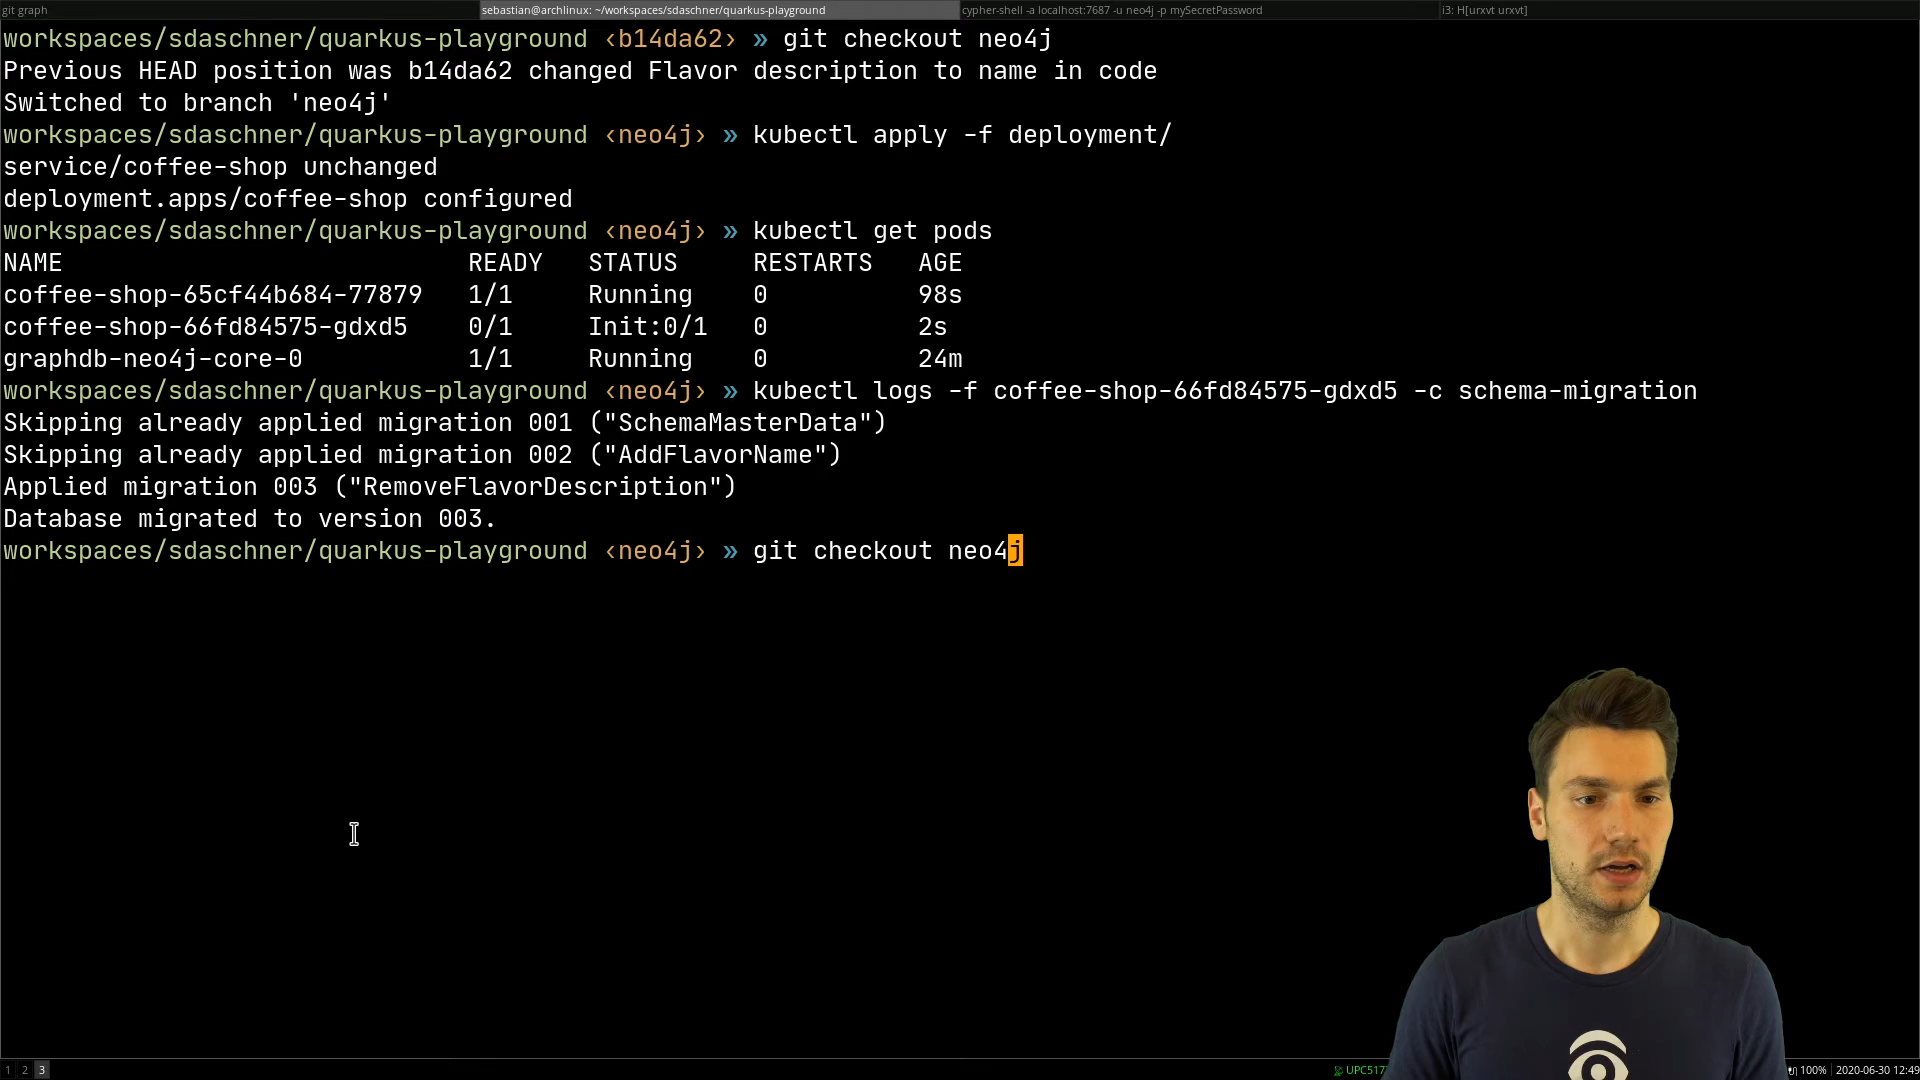 git graph
sebastian@archlinux: ~/workspaces/sdaschner/quarkus-playground
cypher-shell -a localhost:7687 -u neo4j -p mySecretPassword
i3: H[urxvt urxvt]
workspaces/sdaschner/quarkus-playground ‹b14da62› » git checkout neo4j
Previous HEAD position was b14da62 changed Flavor description to name in code
Switched to branch 'neo4j'
workspaces/sdaschner/quarkus-playground ‹neo4j› » kubectl apply -f deployment/
service/coffee-shop unchanged
deployment.apps/coffee-shop configured
workspaces/sdaschner/quarkus-playground ‹neo4j› » kubectl get pods
NAME READY STATUS RESTARTS AGE
coffee-shop-65cf44b684-77879 1/1 Running 0 98s
coffee-shop-66fd84575-gdxd5 0/1 Init:0/1 0 2s
graphdb-neo4j-core-0 1/1 Running 0 24m
workspaces/sdaschner/quarkus-playground ‹neo4j› » kubectl logs -f coffee-shop-66fd84575-gdxd5 -c schema-migration
Skipping already applied migration 001 ("SchemaMasterData")
Skipping already applied migration 002 ("AddFlavorName")
Applied migration 003 ("RemoveFlavorDescription")
Database migrated to version 003.
workspaces/sdaschner/quarkus-playground ‹neo4j› » git checkout neo4j
1 2 3
100% 2020-06-30 12:49